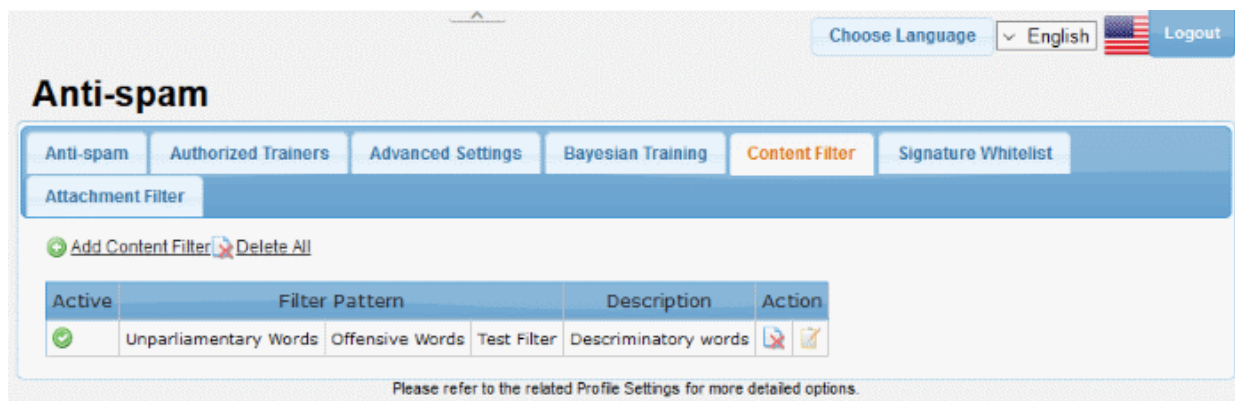 Choose Language English Logout
Anti-spam
Anti-spam Authorized Trainers Advanced Settings Bayesian Training Content Filter Signature Whitelist
Attachment Filter
Add Content Filter Delete All
Active Filter Pattern Description Action
Unparliamentary Words Offensive Words Test Filter Descriminatory words
Please refer to the related Profile Settings for more detailed options.